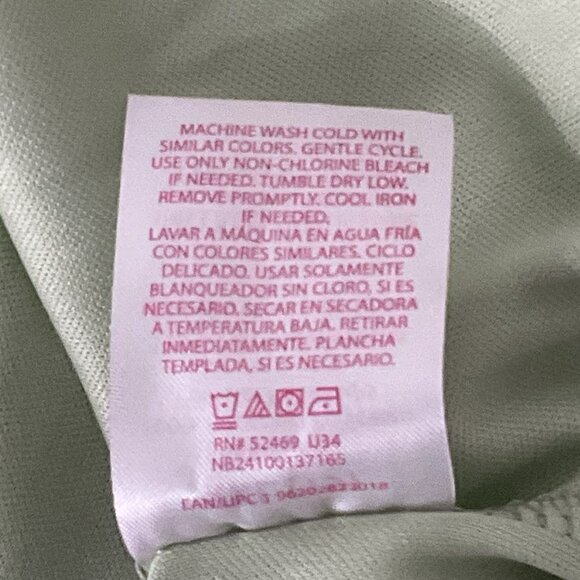 MACHINE WASH COLD WITH
SIMILAR COLORS. GENTLE CYCLE.
USE ONLY NON-CHLORINE BLEACH
IF NEEDED. TUMBLE DRY LOW.
REMOVE PROMPTLY. COOL IRON
IF NEEDED.
LAVAR A MÁQUINA EN AGUA FRÍA
CON COLORES SIMILARES. CICLO
DELICADO. USAR SOLAMENTE
BLANQUEADOR SIN CLORO, SI ES
NECESARIO. SECAR EN SECADORA
A TEMPERATURA BAJA. RETIRAR
INMEDIATAMENTE. PLANCHA
TEMPLADA, SI ES NECESARIO.
RN# 52469 U34
NB24100137165
EAN/UPC